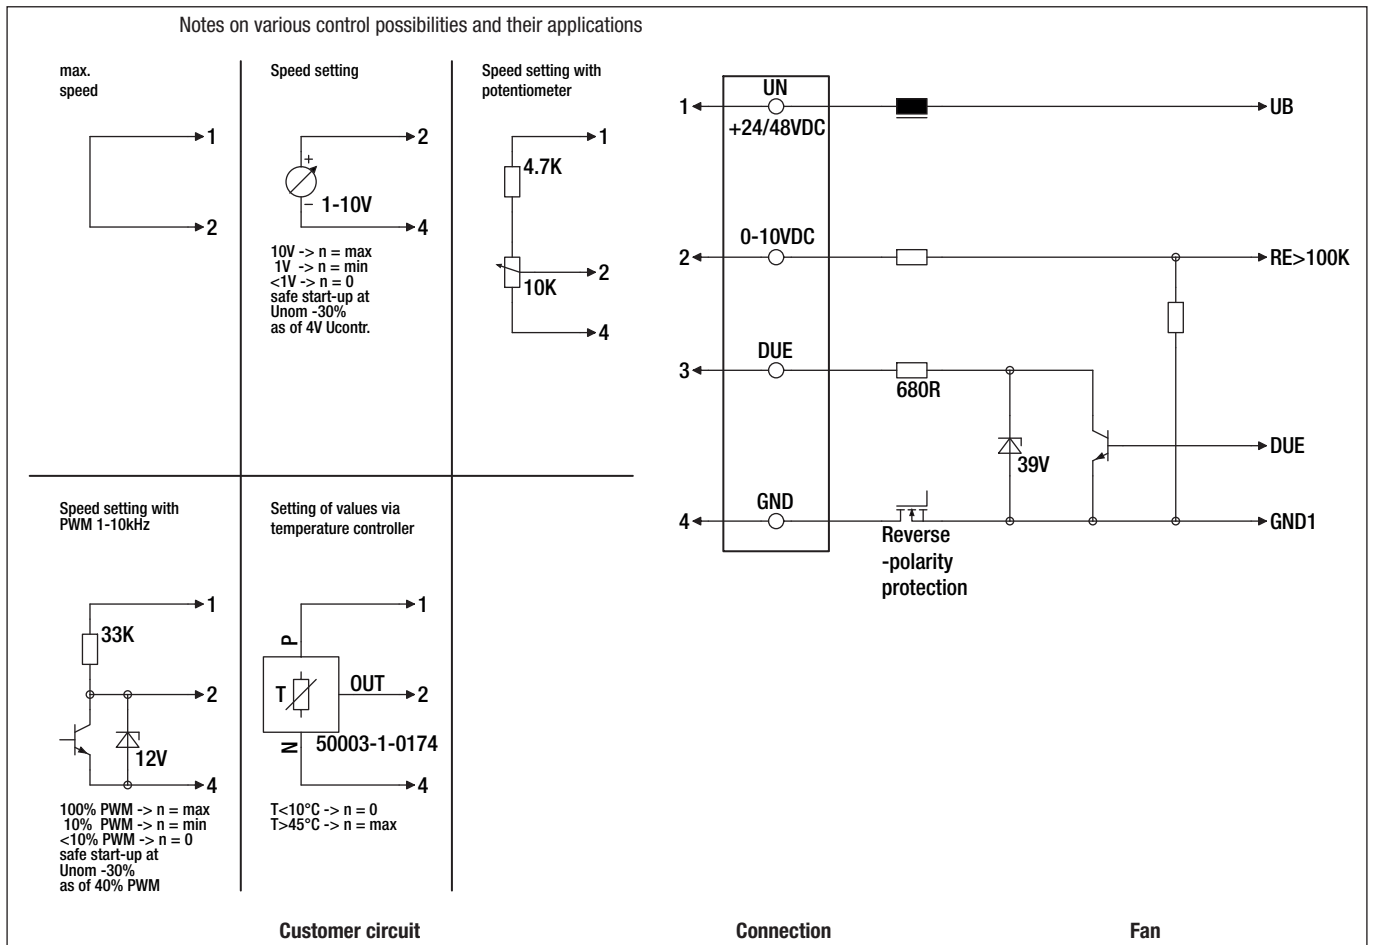 Notes on various control possibilities and their applications
max.
speed
1
2
Speed setting
2
+
–
1-10V
4
10V -> n = max
1V -> n = min
<1V -> n = 0
safe start-up at
Unom -30%
as of 4V Ucontr.
Speed setting with
potentiometer
1
4.7K
2
10K
4
Speed setting with
PWM 1-10kHz
1
33K
2
12V
4
100% PWM -> n = max
10% PWM -> n = min
<10% PWM -> n = 0
safe start-up at
Unom -30%
as of 40% PWM
Setting of values via
temperature controller
1
P
T
OUT
2
N
50003-1-0174
4
T<10°C -> n = 0
T>45°C -> n = max
UN
1
UB
+24/48VDC
0-10VDC
2
RE>100K
DUE
3
680R
39V
DUE
GND
4
GND1
Reverse
-polarity
protection
Customer circuit
Connection
Fan